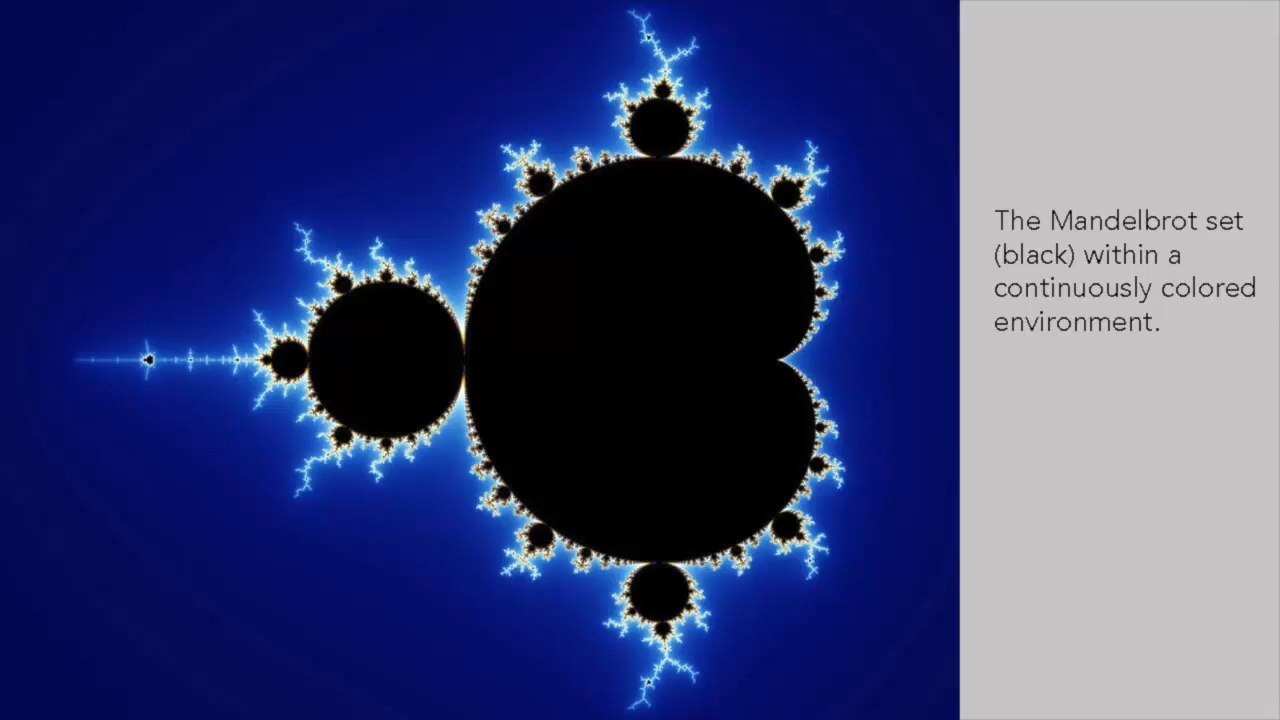 The Mandelbrot set
(black) within a
continuously colored
environment.